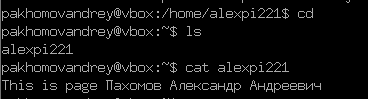 pakhomovandrey@vbox:/home/alexpi221$ cd
pakhomovandrey@vbox:~$ ls
alexpi221
pakhomovandrey@vbox:~$ cat alexpi221
This is page Пахомов Александр Андреевич